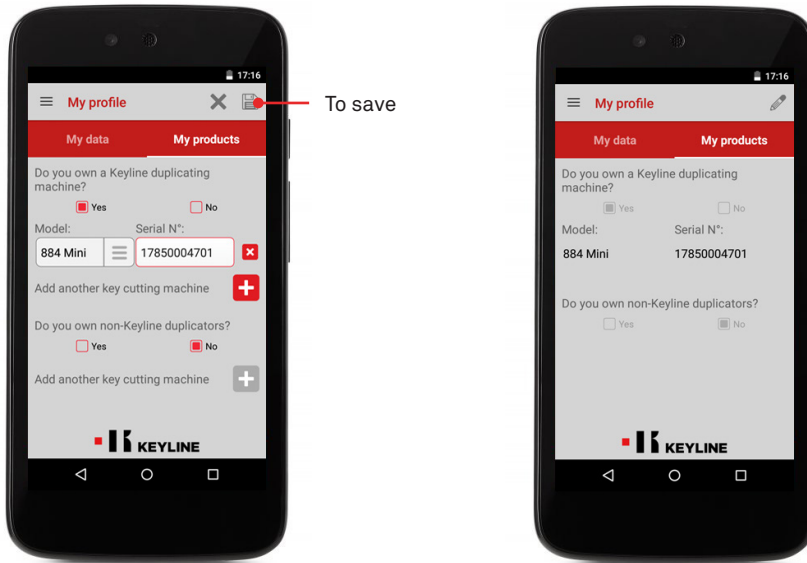 17:16
My profile
To save
My data My products
Do you own a Keyline duplicating
machine?
Yes No
Model: Serial N°:
884 Mini 17850004701
Add another key cutting machine
Do you own non-Keyline duplicators?
Yes No
Add another key cutting machine
KEYLINE
17:16
My profile
My data My products
Do you own a Keyline duplicating
machine?
Yes No
Model: Serial N°:
884 Mini 17850004701
Do you own non-Keyline duplicators?
Yes No
KEYLINE